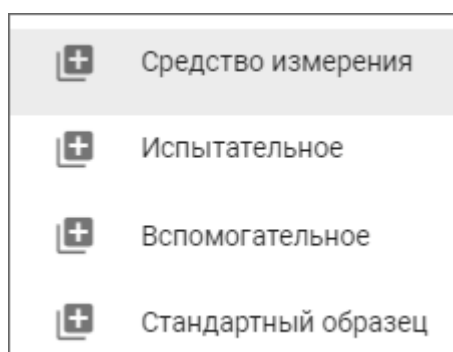 Средство измерения
Испытательное
Вспомогательное
Стандартный образец